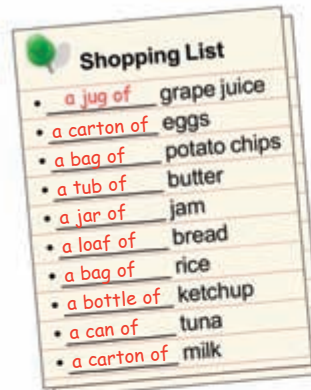 Shopping List
• a jug of grape juice
• a carton of eggs
• a bag of potato chips
• a tub of butter
• a jar of jam
• a loaf of bread
• a bag of rice
• a bottle of ketchup
• a can of tuna
• a carton of milk